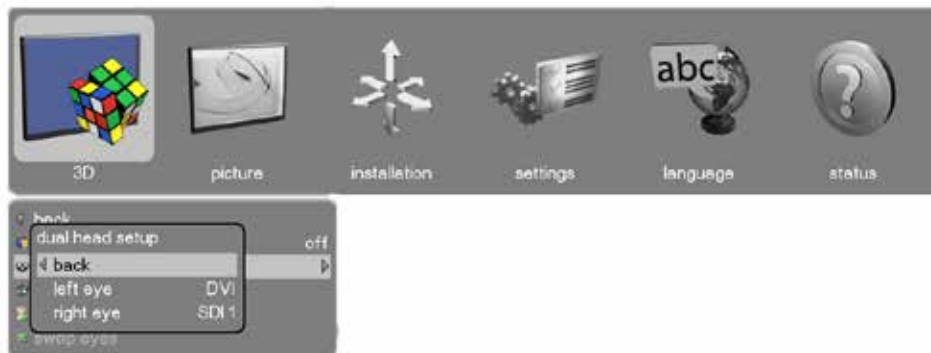 abc
?
3D picture installation settings language status
back
dual head setup
off
back
left eye DVI
right eye SDI 1
swap eyes